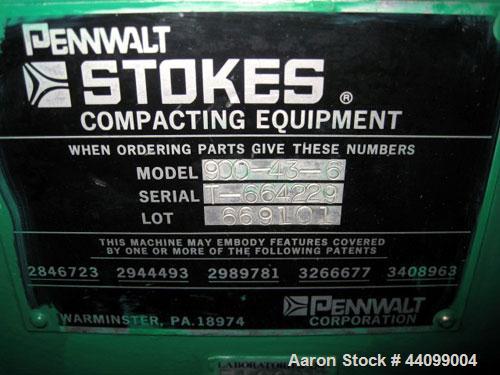 PENNWALT
STOKES ®
COMPACTING EQUIPMENT
WHEN ORDERING PARTS GIVE THESE NUMBERS
MODEL 900-43-6
SERIAL T-664229
LOT 669101
THIS MACHINE MAY EMBODY FEATURES COVERED
BY ONE OR MORE OF THE FOLLOWING PATENTS
2846723 2944493 2989781 3266677 3408963
WARMINSTER, PA. 18974
PENNWALT
CORPORATION
Aaron Stock # 44099004